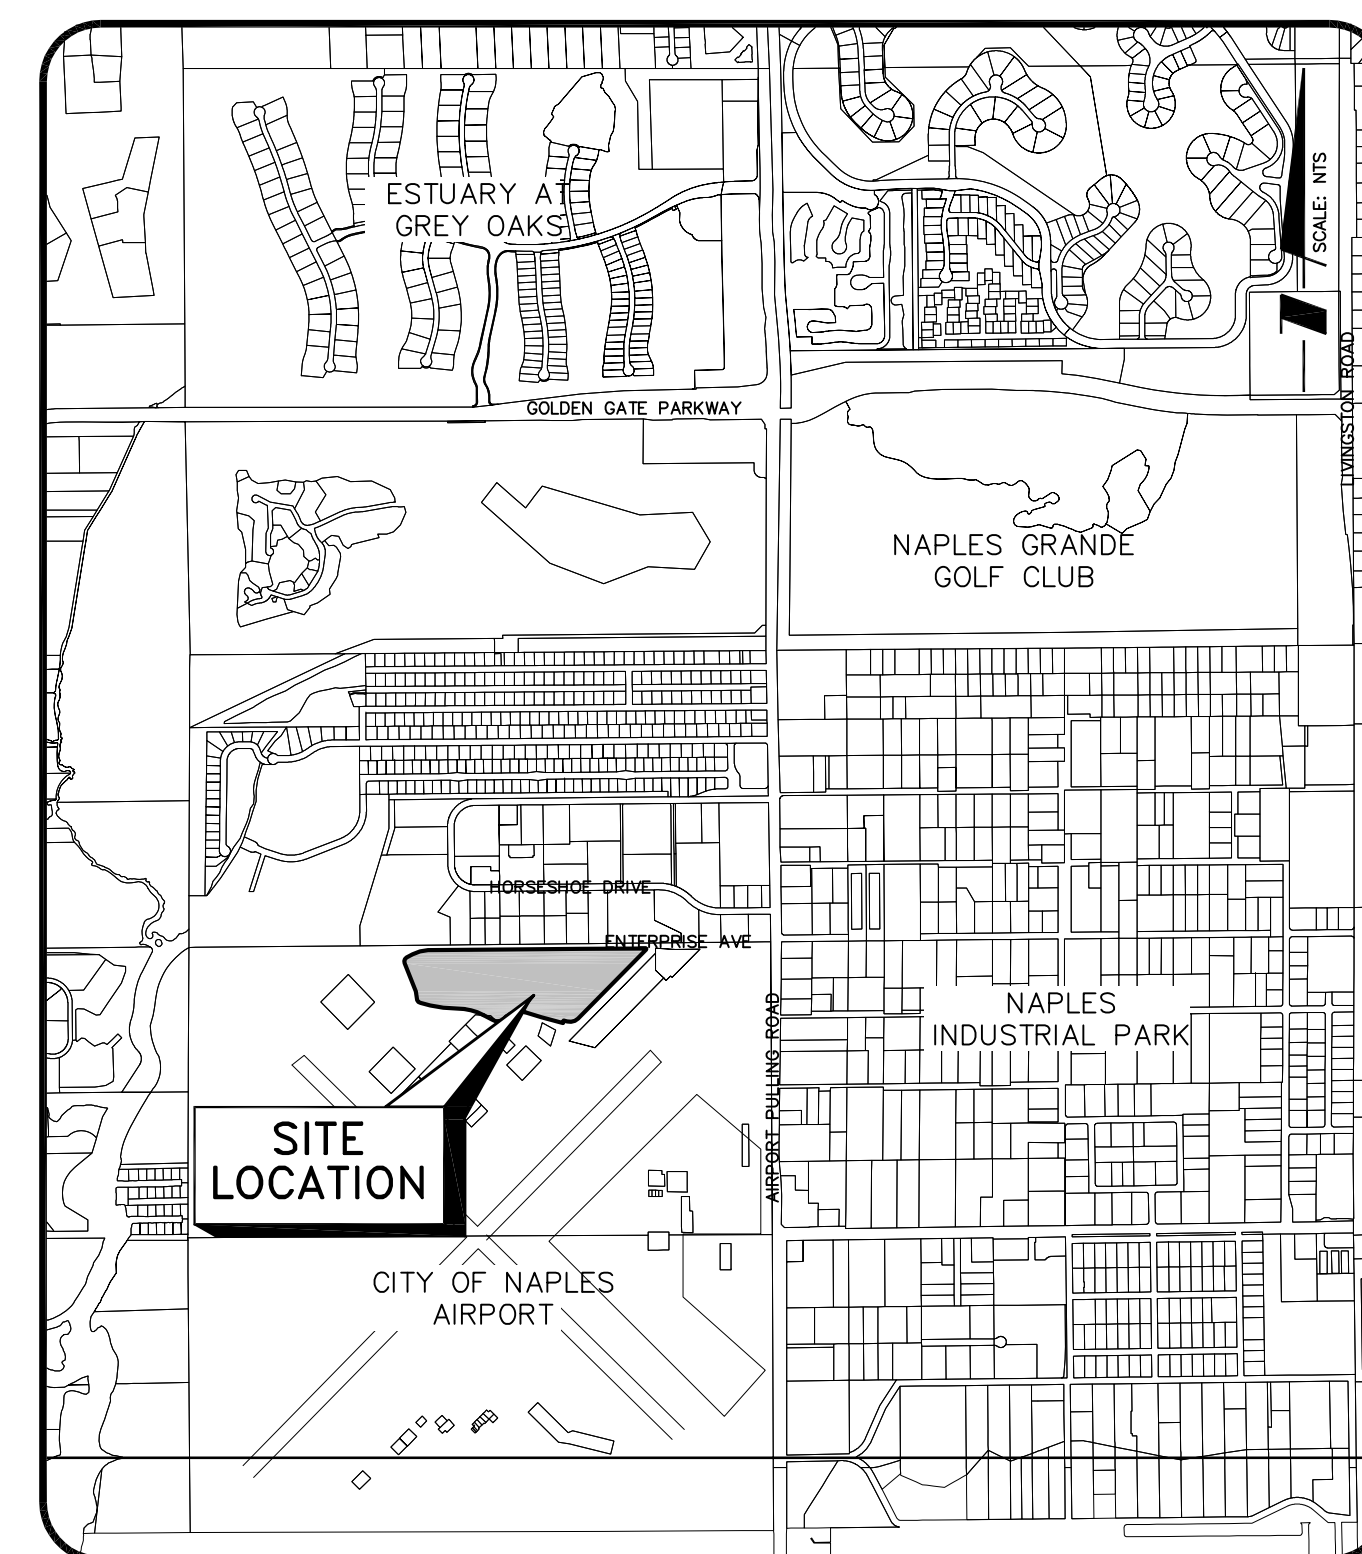 ESTUARY AT
GREY OAKS
SCALE: NTS
N
LIVINGSTON ROAD
GOLDEN GATE PARKWAY
NAPLES GRANDE
GOLF CLUB
HORSESHOE DRIVE
ENTERPRISE AVE
NAPLES
INDUSTRIAL PARK
AIRPORT PULLING ROAD
SITE
LOCATION
CITY OF NAPLES
AIRPORT